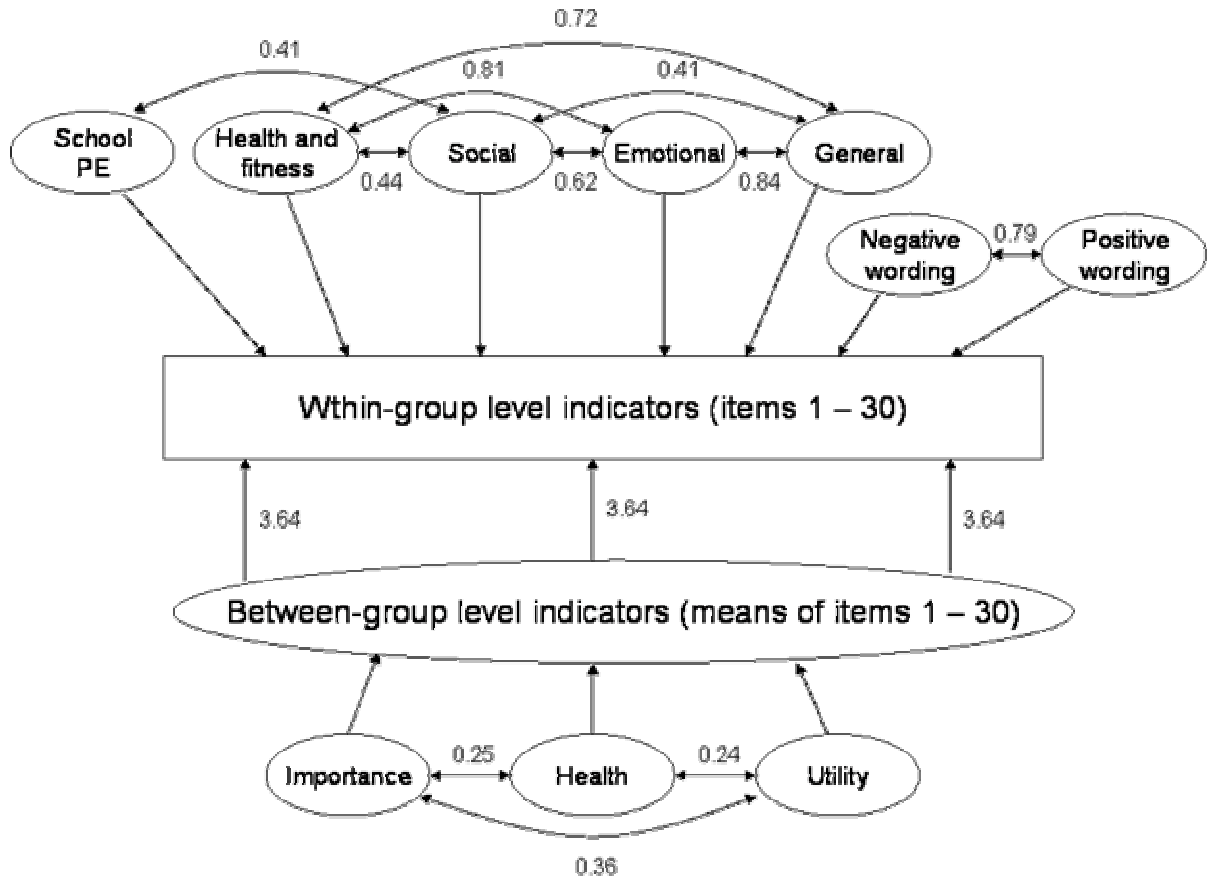 0.72
0.41
0.81
0.41
School
PE
Health and
fitness
Social
Emotional
General
0.44
0.62
0.84
Negative
wording
0.79
Positive
wording
Wthin-group level indicators (items 1 – 30)
3.64
3.64
3.64
Between-group level indicators (means of items 1 – 30)
Importance
0.25
Health
0.24
Utility
0.36